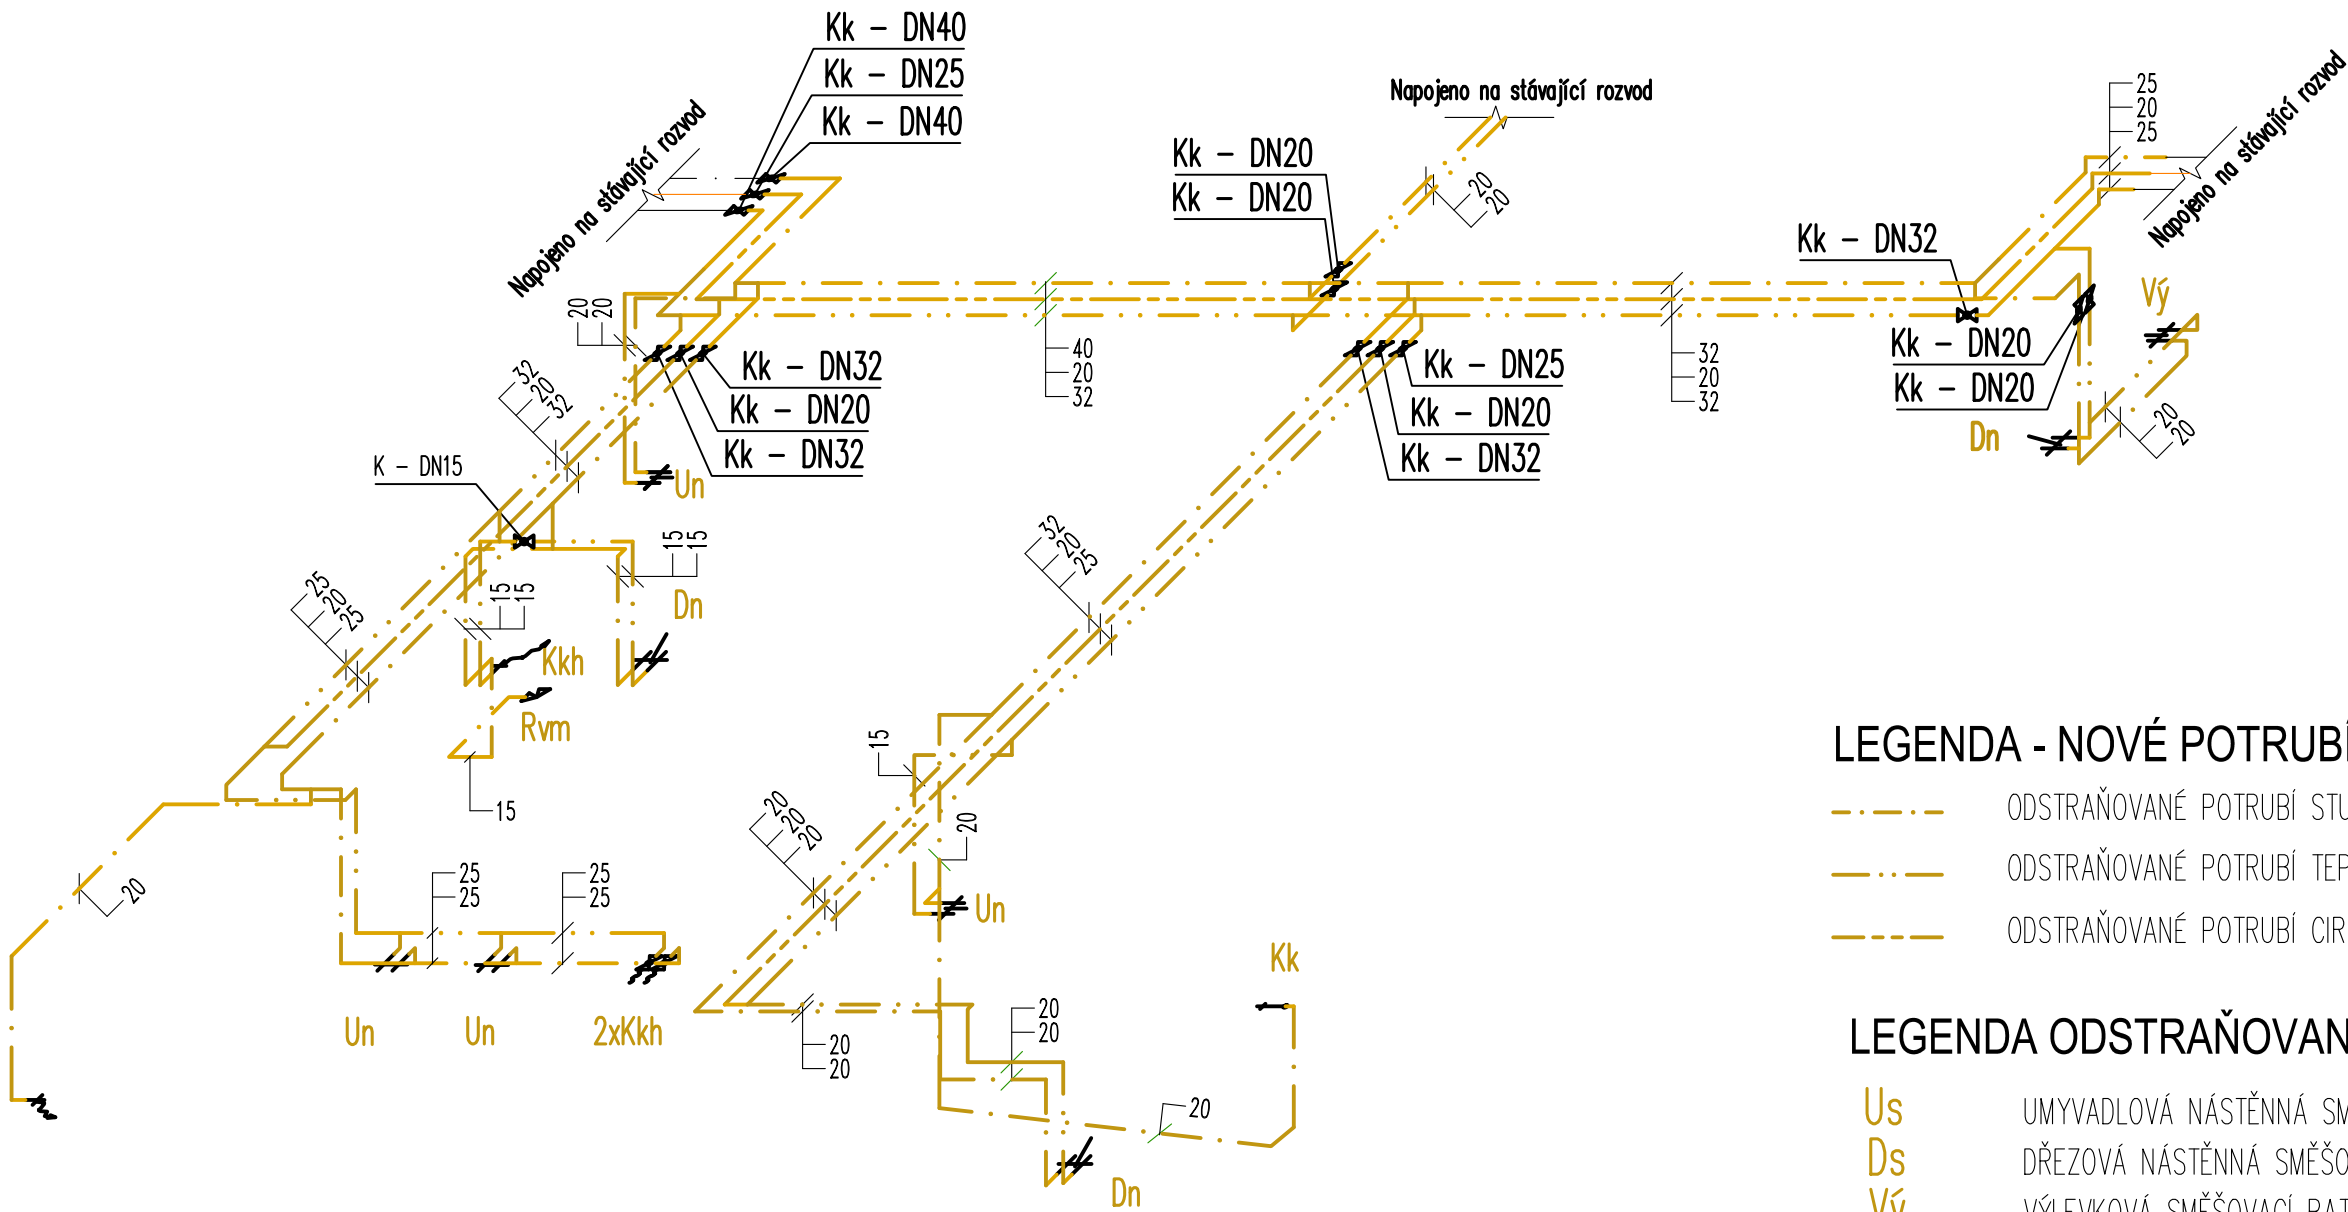 Kk - DN40
Kk - DN25
Kk - DN40
Napojeno na stávající rozvod
Napojeno na stávající rozvod
Kk - DN20
Kk - DN20
20
20
25
20
25
Napojeno na stávající rozvod
Kk - DN32
Vý
Kk - DN20
Kk - DN20
Dn
20
20
20
20
Kk - DN32
Kk - DN20
Kk - DN32
40
20
32
Kk - DN25
Kk - DN20
Kk - DN32
32
20
32
32
20
32
K - DN15
Un
15
15
Dn
15
15
Kkh
Rvm
15
25
20
25
32
20
25
15
20
20
20
20
Un
20
25
25
25
25
Un
Un
2xKkh
20
20
20
20
Kk
20
Dn
LEGENDA - NOVÉ POTRUBÍ
ODSTRAŇOVANÉ POTRUBÍ STU
ODSTRAŇOVANÉ POTRUBÍ TEP
ODSTRAŇOVANÉ POTRUBÍ CIR
LEGENDA ODSTRAŇOVAN
Us UMYVADLOVÁ NÁSTĚNNÁ SM
Ds DŘEZOVÁ NÁSTĚNNÁ SMĚŠO
Vý VÝLEVKOVÁ SMĚŠOVACÍ BAT